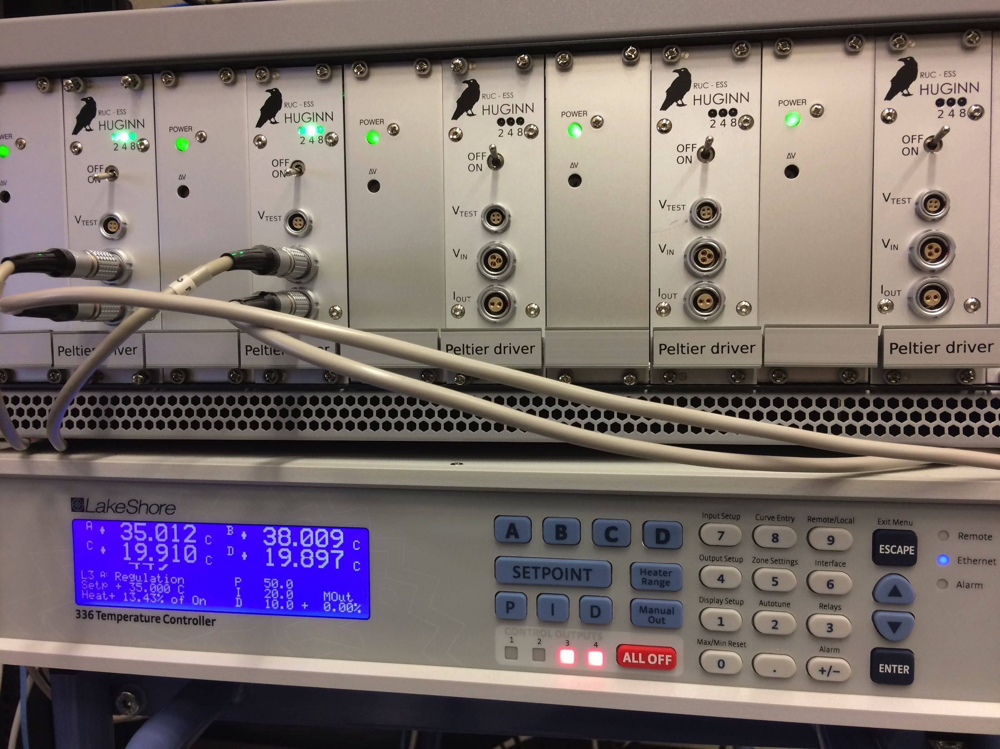 RUC - ESS
HUGINN
2 4 8
OFF
ON
VTEST
Peltier
POWER
ΔV
RUC - ESS
HUGINN
2 4 8
OFF
ON
VTEST
POWER
ΔV
RUC - ESS
HUGINN
2 4 8
OFF
ON
VTEST
VIN
IOUT
Peltier driver
POWER
ΔV
RUC - ESS
HUGINN
2 4 8
OFF
ON
VTEST
VIN
IOUT
Peltier driver
POWER
ΔV
RUC - ESS
HUGINN
2 4 8
OFF
ON
VTEST
VIN
IOUT
Peltier driver
ΔV
LakeShore
A 35.012 C B 38.009 C
C 19.910 C D 19.897 C
L3 A: Regulation P 50.0
Setp + 35.000 C I 20.0 MOut
Heat+ 13.43% of On D 10.0 + 0.00%
336 Temperature Controller
A B C D
SETPOINT
Heater
Range
P I D
Manual
Out
CONTROL OUTPUTS
1 2 3 4
ALL OFF
Input Setup Curve Entry Remote/Local
7 8 9
Output Setup Zone Settings Interface
4 5 6
Display Setup Autotune Relays
1 2 3
Max/Min Reset Alarm
0 . +/−
Exit Menu
ESCAPE
ENTER
Remote
Ethernet
Alarm